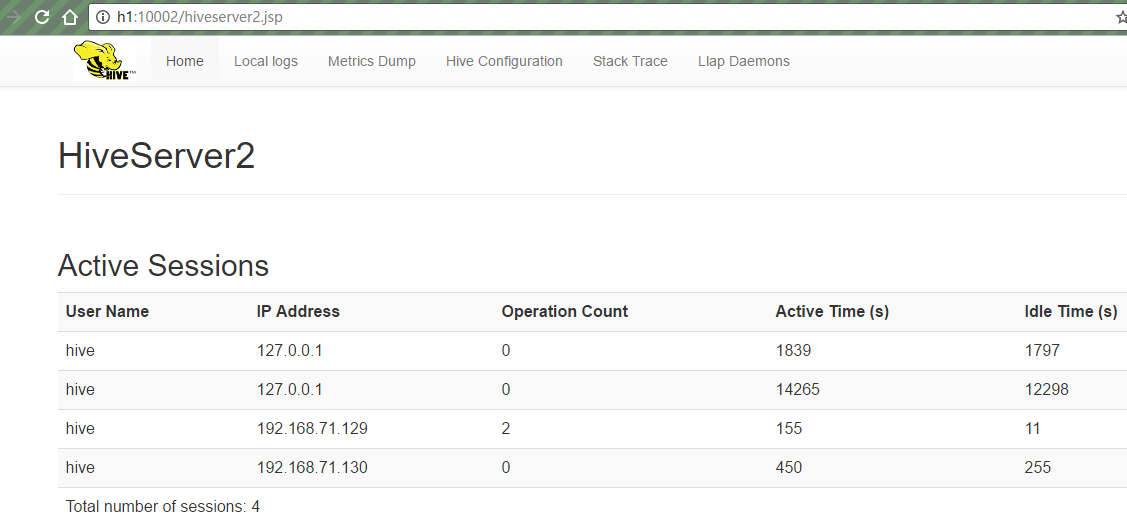 h1:10002/hiveserver2.jsp
HIVE™ Home Local logs Metrics Dump Hive Configuration Stack Trace Llap Daemons
HiveServer2
Active Sessions
User Name IP Address Operation Count Active Time (s) Idle Time (s)
hive 127.0.0.1 0 1839 1797
hive 127.0.0.1 0 14265 12298
hive 192.168.71.129 2 155 11
hive 192.168.71.130 0 450 255
Total number of sessions: 4